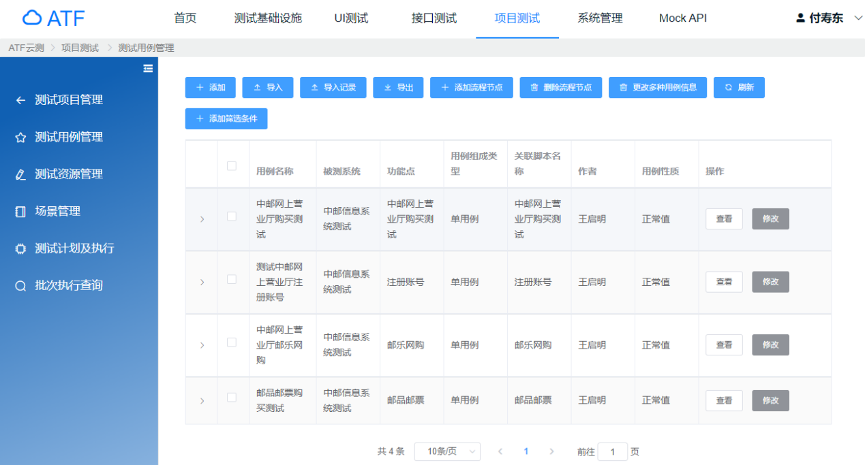 ATF
首页 测试基础设施 UI测试 接口测试 项目测试 系统管理 Mock API 付寿东
ATF云测 > 项目测试 > 测试用例管理
测试项目管理
测试用例管理
测试资源管理
场景管理
测试计划及执行
批次执行查询
添加 导入 导入记录 导出 添加流程节点 删除流程节点 更改多种用例信息 刷新
添加筛选条件
用例名称 被测系统 功能点 用例组成类型 关联脚本名称 作者 用例性质 操作
中邮网上营业厅购买测试 中邮信息系统测试 中邮网上营业厅购买测试 单用例 中邮网上营业厅购买测试 王启明 正常值 查看 修改
测试中邮网上营业厅注册账号 中邮信息系统测试 注册账号 单用例 注册账号 王启明 正常值 查看 修改
中邮网上营业厅邮乐网购 中邮信息系统测试 邮乐网购 单用例 邮乐网购 王启明 正常值 查看 修改
邮品邮票购买测试 中邮信息系统测试 邮品邮票 单用例 邮品邮票 王启明 正常值 查看 修改
共 4 条 10条/页 < 1 > 前往 1 页